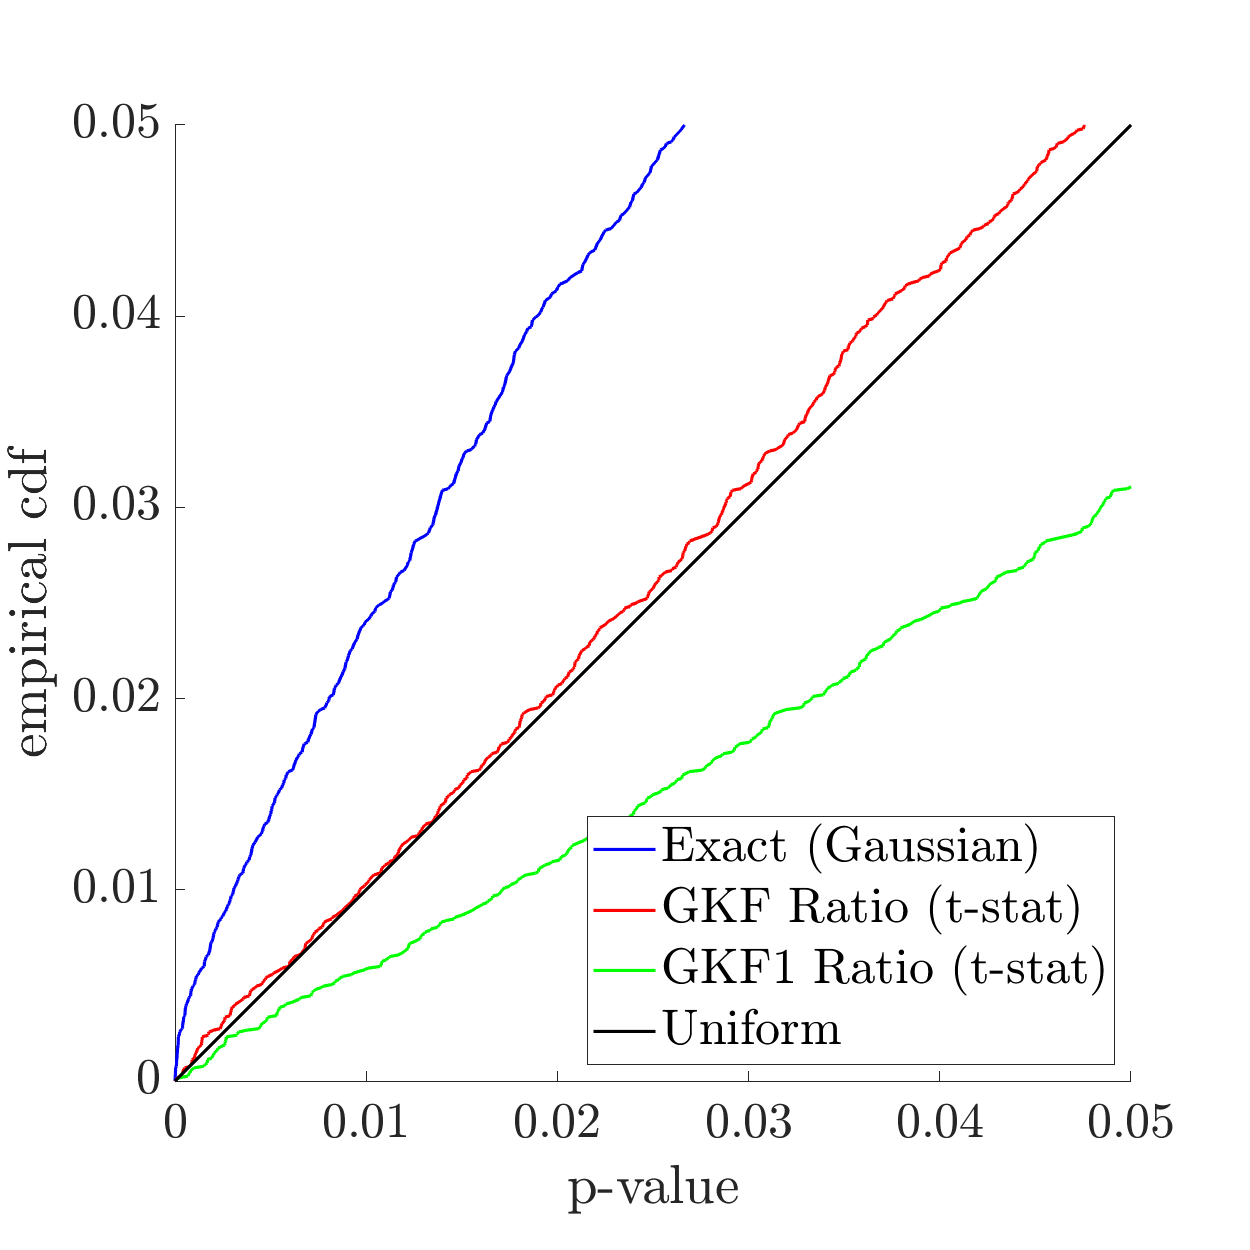 0.05
0.04
0.03
0.02
0.01
0
empirical cdf
Exact (Gaussian)
GKF Ratio (t-stat)
GKF1 Ratio (t-stat)
Uniform
0 0.01 0.02 0.03 0.04 0.05
p-value